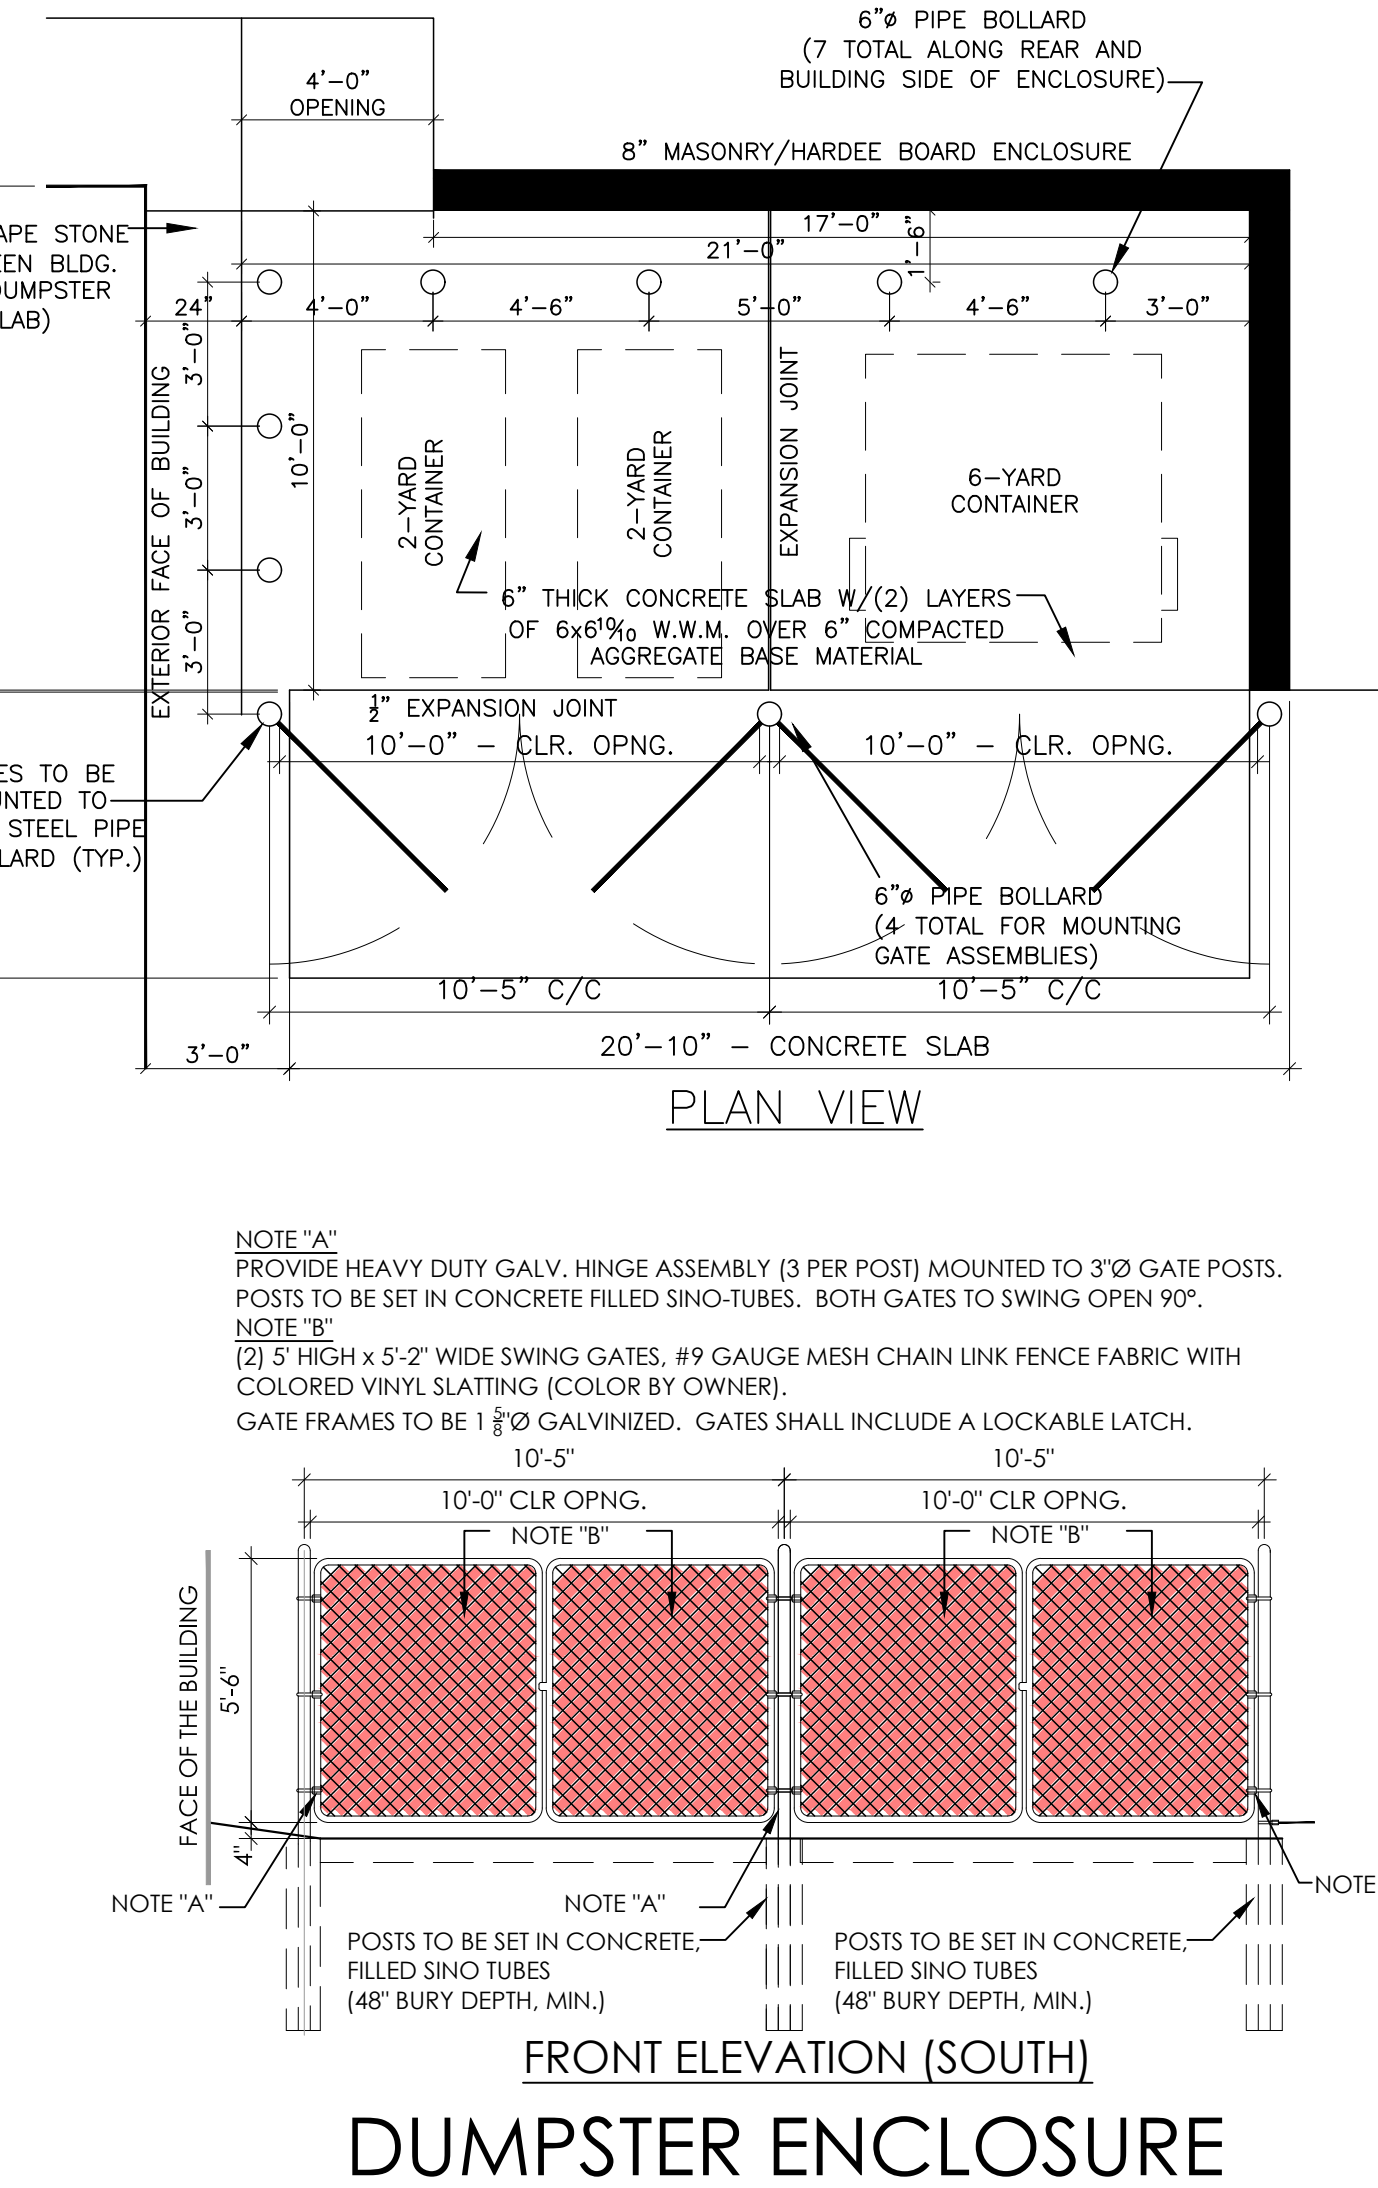 6"ø PIPE BOLLARD
(7 TOTAL ALONG REAR AND
BUILDING SIDE OF ENCLOSURE)
4'-0"
OPENING
8" MASONRY/HARDEE BOARD ENCLOSURE
APE STONE
EEN BLDG.
DUMPSTER
LAB)
17'-0"
21'-0"
1'-6"
24"
4'-0"
4'-6"
5'-0"
4'-6"
3'-0"
3'-0"
3'-0"
3'-0"
10'-0"
EXTERIOR FACE OF BUILDING
2-YARD
CONTAINER
2-YARD
CONTAINER
EXPANSION JOINT
6-YARD
CONTAINER
6" THICK CONCRETE SLAB W/(2) LAYERS
OF 6x6 10/10 W.W.M. OVER 6" COMPACTED
AGGREGATE BASE MATERIAL
½" EXPANSION JOINT
10'-0" - CLR. OPNG.
10'-0" - CLR. OPNG.
ES TO BE
UNTED TO
STEEL PIPE
LARD (TYP.)
6"ø PIPE BOLLARD
(4 TOTAL FOR MOUNTING
GATE ASSEMBLIES)
10'-5" C/C
10'-5" C/C
3'-0"
20'-10" - CONCRETE SLAB
PLAN VIEW
NOTE "A"
PROVIDE HEAVY DUTY GALV. HINGE ASSEMBLY (3 PER POST) MOUNTED TO 3"Ø GATE POSTS.
POSTS TO BE SET IN CONCRETE FILLED SINO-TUBES. BOTH GATES TO SWING OPEN 90°.
NOTE "B"
(2) 5' HIGH x 5'-2" WIDE SWING GATES, #9 GAUGE MESH CHAIN LINK FENCE FABRIC WITH
COLORED VINYL SLATTING (COLOR BY OWNER).
GATE FRAMES TO BE 1 ⅝"Ø GALVINIZED. GATES SHALL INCLUDE A LOCKABLE LATCH.
10'-5"
10'-5"
10'-0" CLR OPNG.
10'-0" CLR OPNG.
NOTE "B"
NOTE "B"
FACE OF THE BUILDING
5'-6"
4"
NOTE "A"
NOTE "A"
NOTE
POSTS TO BE SET IN CONCRETE,
FILLED SINO TUBES
(48" BURY DEPTH, MIN.)
POSTS TO BE SET IN CONCRETE,
FILLED SINO TUBES
(48" BURY DEPTH, MIN.)
FRONT ELEVATION (SOUTH)
DUMPSTER ENCLOSURE